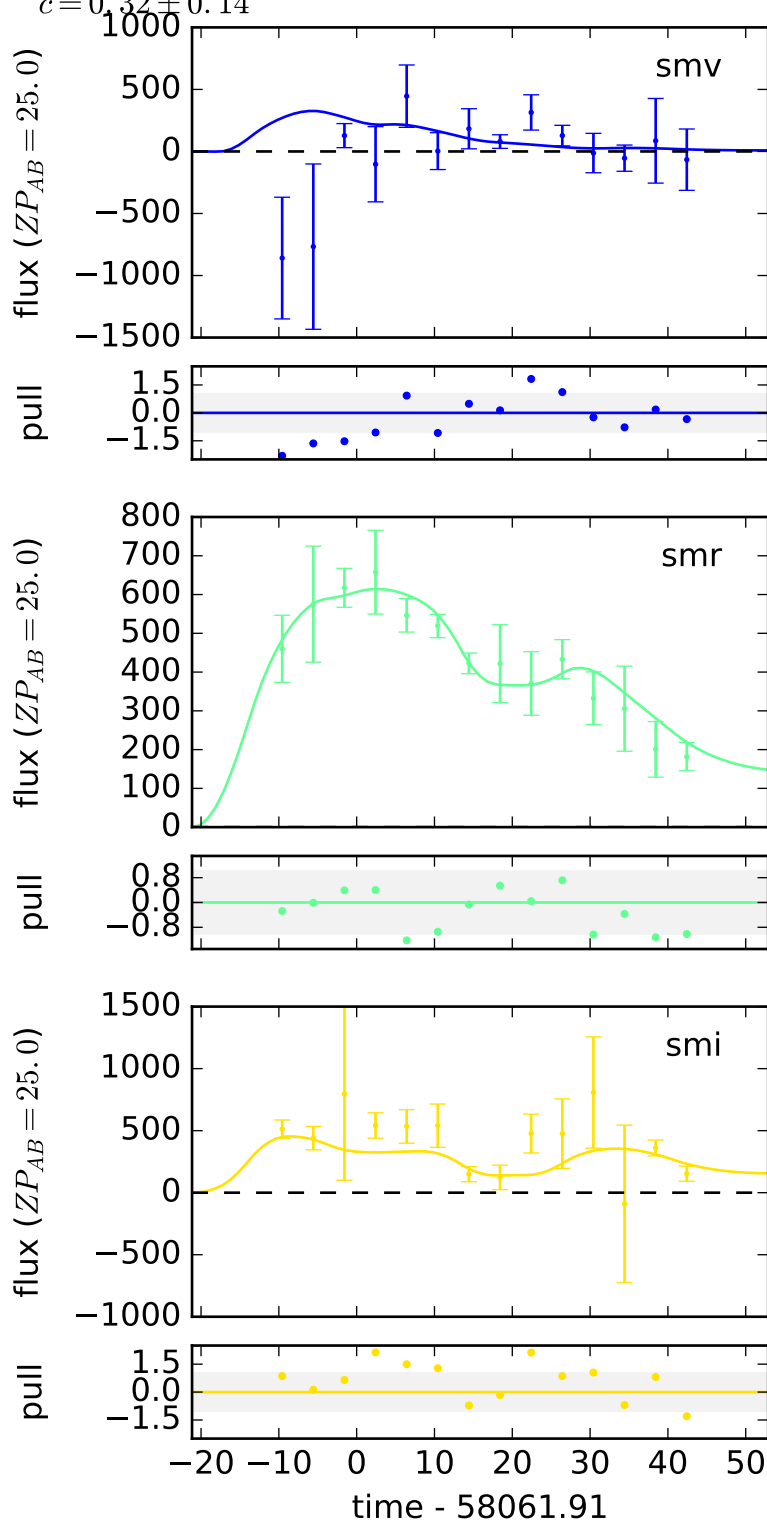 c = 0.32 ± 0.14
1000
500
0
−500
−1000
−1500
flux (ZP_AB = 25.0)
smv
1.5
0.0
−1.5
pull
800
700
600
500
400
300
200
100
0
flux (ZP_AB = 25.0)
smr
0.8
0.0
−0.8
pull
1500
1000
500
0
−500
−1000
flux (ZP_AB = 25.0)
smi
1.5
0.0
−1.5
pull
−20 −10 0 10 20 30 40 50
time - 58061.91